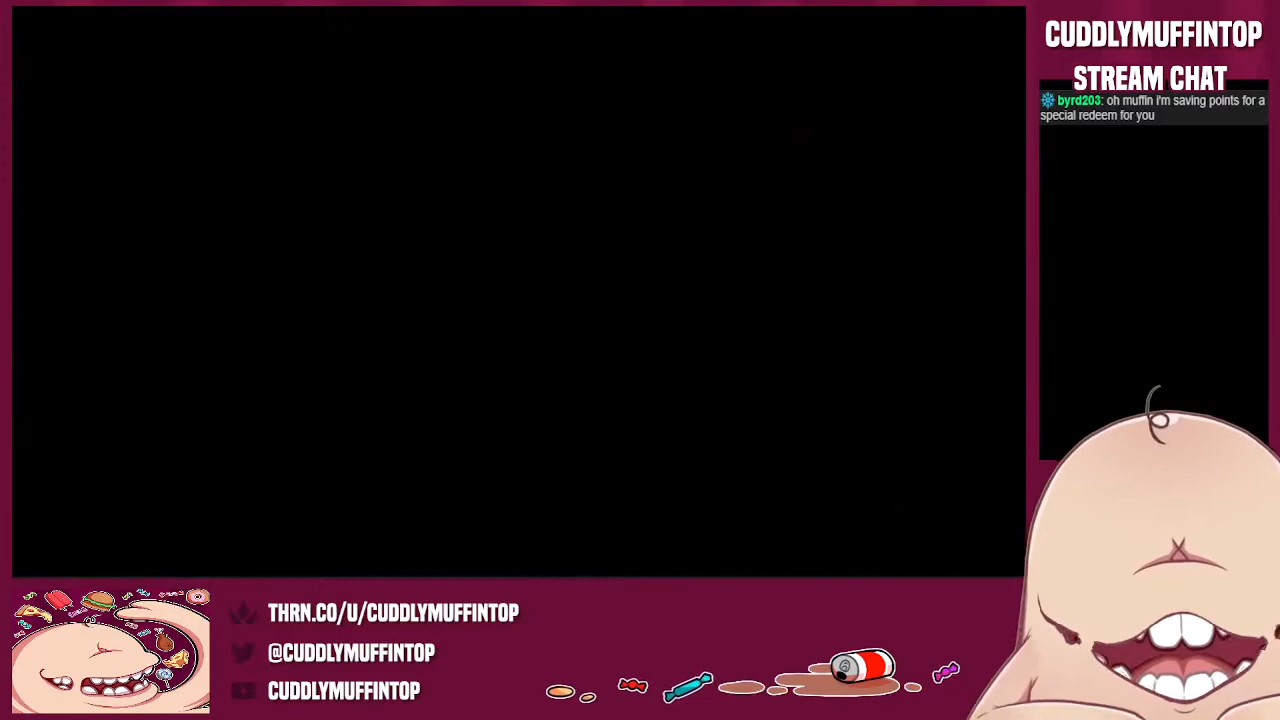 CUDDLYMUFFINTOP
STREAM CHAT
byrd203: oh muffin i'm saving points for a
special redeem for you
THRN.CO/U/CUDDLYMUFFINTOP
@CUDDLYMUFFINTOP
CUDDLYMUFFINTOP